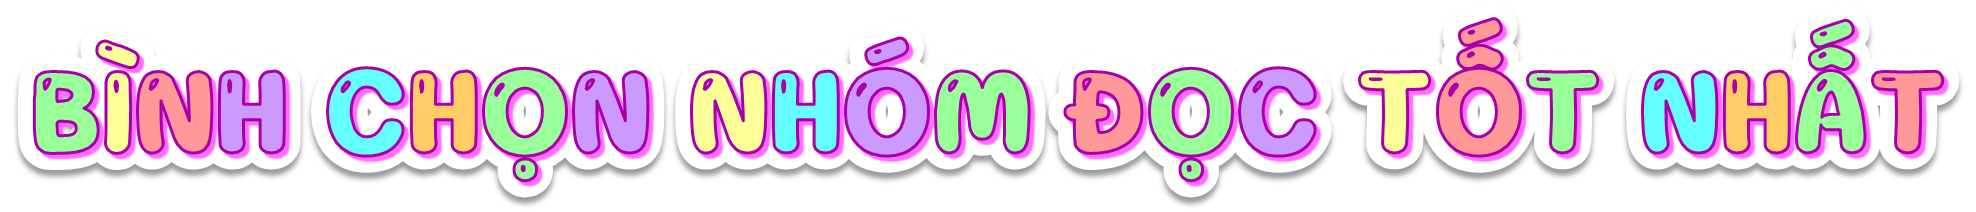 BÌNH CHỌN NHÓM ĐỌC TỐT NHẤT